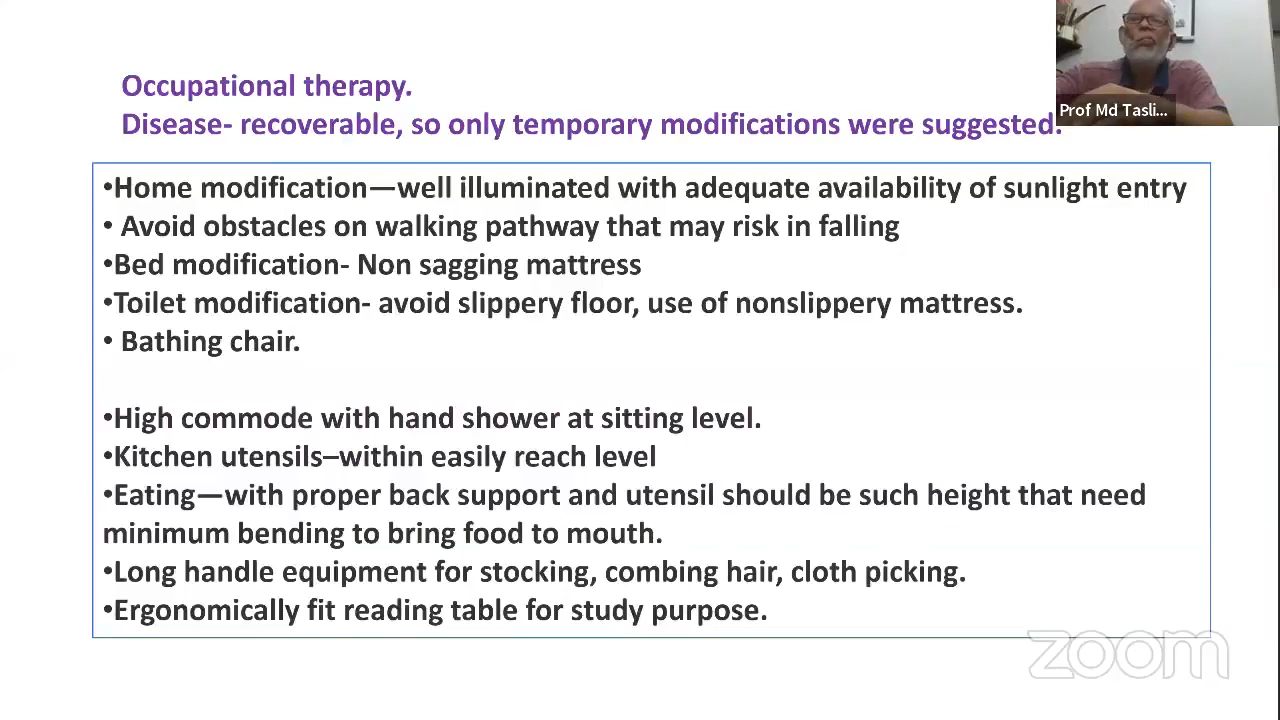 Occupational therapy.
Disease- recoverable, so only temporary modifications were suggested.
Prof Md Tasli...
•Home modification—well illuminated with adequate availability of sunlight entry
• Avoid obstacles on walking pathway that may risk in falling
•Bed modification- Non sagging mattress
•Toilet modification- avoid slippery floor, use of nonslippery mattress.
• Bathing chair.
•High commode with hand shower at sitting level.
•Kitchen utensils–within easily reach level
•Eating—with proper back support and utensil should be such height that need
minimum bending to bring food to mouth.
•Long handle equipment for stocking, combing hair, cloth picking.
•Ergonomically fit reading table for study purpose.
zoom